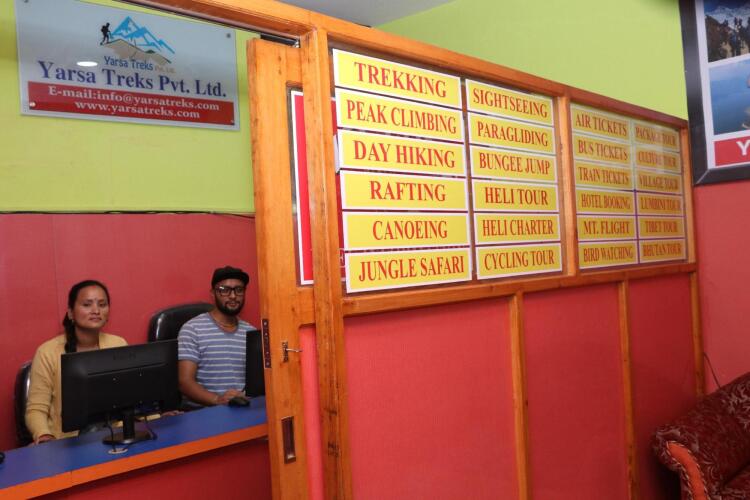 Yarsa Treks Pvt. Ltd.
Yarsa Treks Pvt. Ltd.
E-mail:info@yarsatreks.com
www.yarsatreks.com
TREKKING
PEAK CLIMBING
DAY HIKING
RAFTING
CANOEING
JUNGLE SAFARI
SIGHTSEEING
PARAGLIDING
BUNGEE JUMP
HELI TOUR
HELI CHARTER
CYCLING TOUR
AIR TICKETS
BUS TICKETS
TRAIN TICKETS
HOTEL BOOKING
MT. FLIGHT
BIRD WATCHING
PACKAGE TOUR
CULTURE TOUR
VILLAGE TOUR
LUMBINI TOUR
TIBET TOUR
BHUTAN TOUR
Y